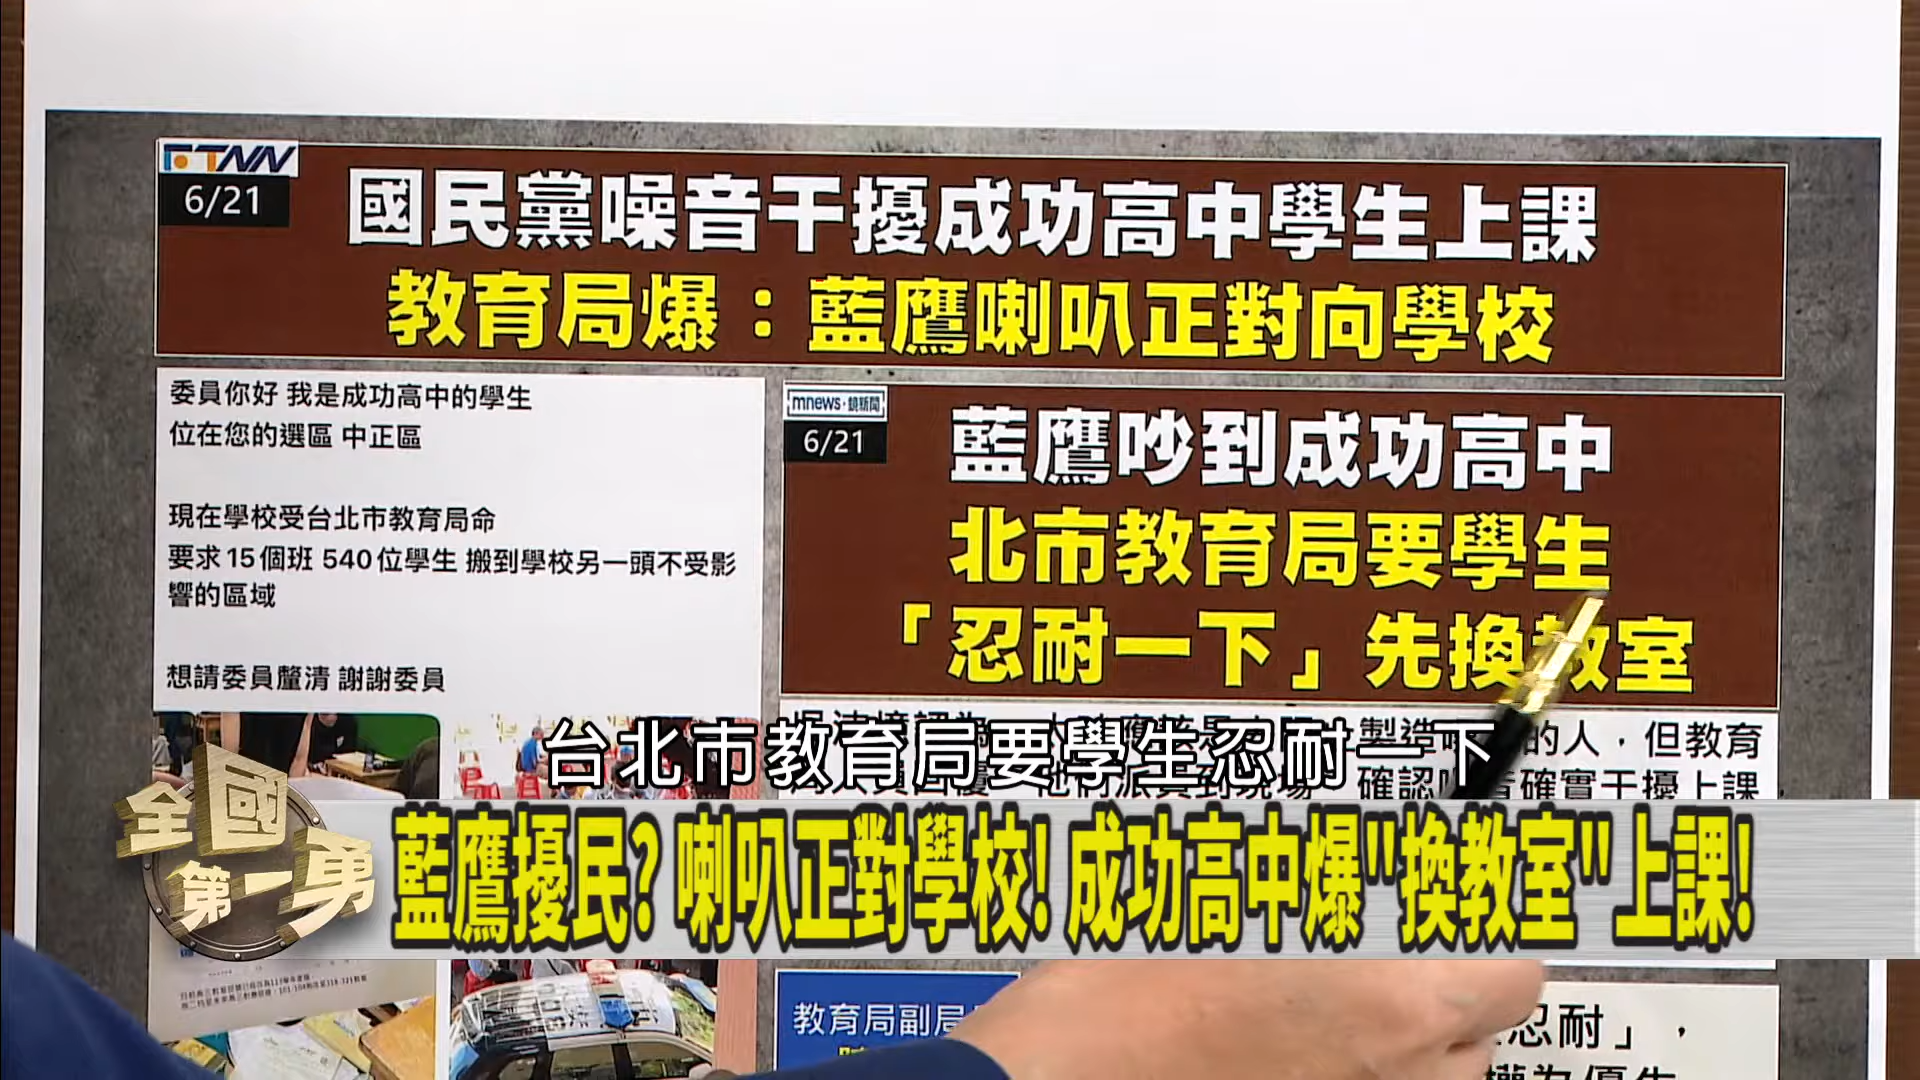 FTNN
6/21
國民黨噪音干擾成功高中學生上課
教育局爆：藍鷹喇叭正對向學校
委員你好 我是成功高中的學生
位在您的選區 中正區
現在學校受台北市教育局命
要求15個班 540位學生 搬到學校另一頭不受影
響的區域
想請委員釐清 謝謝委員
mnews·鏡新聞
6/21
藍鷹吵到成功高中
北市教育局要學生
「忍耐一下」先換教室
製造
的人，但教育
確認
確實干擾上課
台北市教育局要學生忍耐一下
全國第一勇
藍鷹擾民？喇叭正對學校！成功高中爆"換教室"上課！
教育局副局
忍耐」，